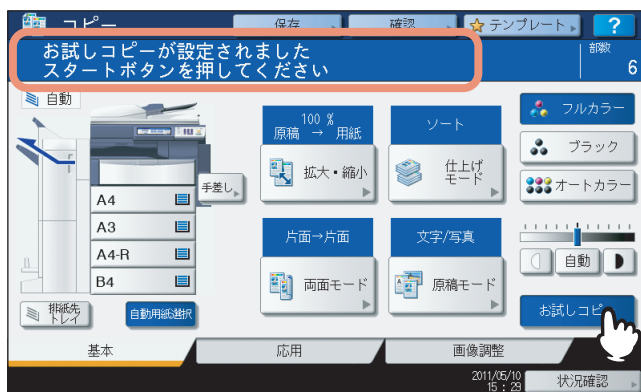 コピー
保存
確認
テンプレート
?
お試しコピーが設定されました
スタートボタンを押してください
部数
6
自動
100 %
原稿 → 用紙
ソート
フルカラー
拡大・縮小
仕上げ
モード
ブラック
手差し
オートカラー
A4
A3
A4-R
B4
片面→片面
文字/写真
両面モード
原稿モード
自動
排紙先
トレイ
自動用紙選択
お試しコピー
基本
応用
画像調整
2011/05/10
15:29
状況確認